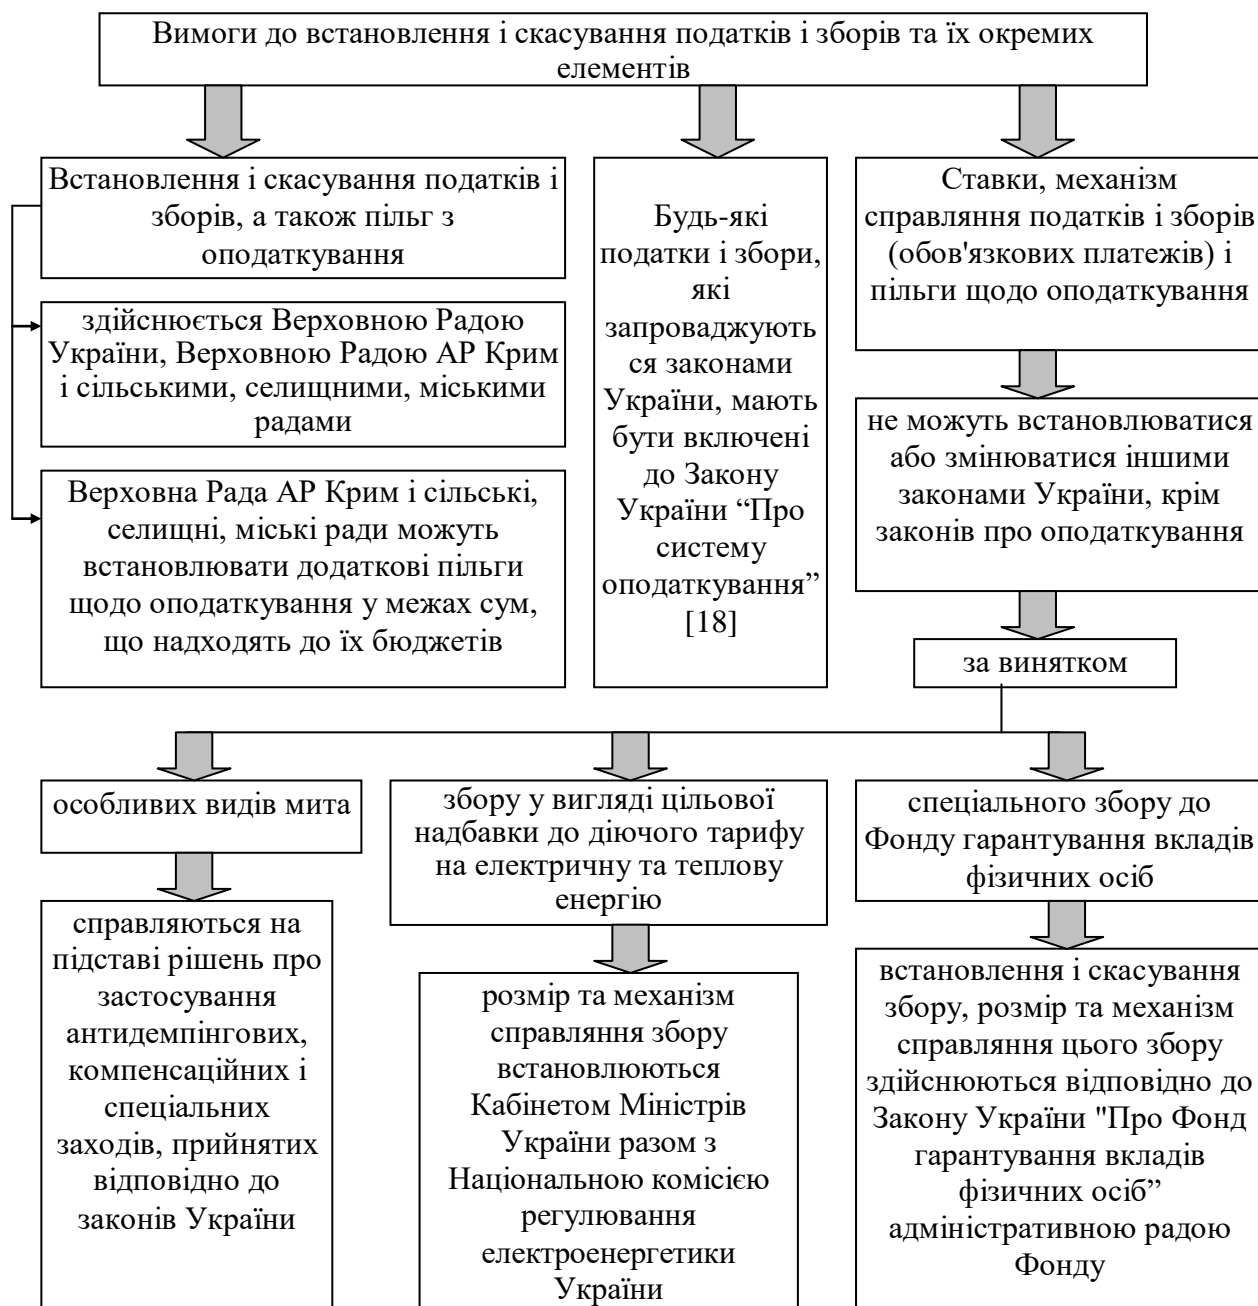 Вимоги до встановлення і скасування податків і зборів та їх окремих
елементів
Встановлення і скасування податків і
зборів, а також пільг з
оподаткування
здійснюється Верховною Радою
України, Верховною Радою АР Крим
і сільськими, селищними, міськими
радами
Верховна Рада АР Крим і сільські,
селищні, міські ради можуть
встановлювати додаткові пільги
щодо оподаткування у межах сум,
що надходять до їх бюджетів
Будь-які
податки і збори,
які
запроваджують
ся законами
України, мають
бути включені
до Закону
України “Про
систему
оподаткування”
[18]
Ставки, механізм
справляння податків і зборів
(обов'язкових платежів) і
пільги щодо оподаткування
не можуть встановлюватися
або змінюватися іншими
законами України, крім
законів про оподаткування
за винятком
особливих видів мита
справляються на
підставі рішень про
застосування
антидемпінгових,
компенсаційних і
спеціальних
заходів, прийнятих
відповідно до
законів України
збору у вигляді цільової
надбавки до діючого тарифу
на електричну та теплову
енергію
розмір та механізм
справляння збору
встановлюються
Кабінетом Міністрів
України разом з
Національною комісією
регулювання
електроенергетики
України
спеціального збору до
Фонду гарантування вкладів
фізичних осіб
встановлення і скасування
збору, розмір та механізм
справляння цього збору
здійснюються відповідно до
Закону України "Про Фонд
гарантування вкладів
фізичних осіб”
адміністративною радою
Фонду